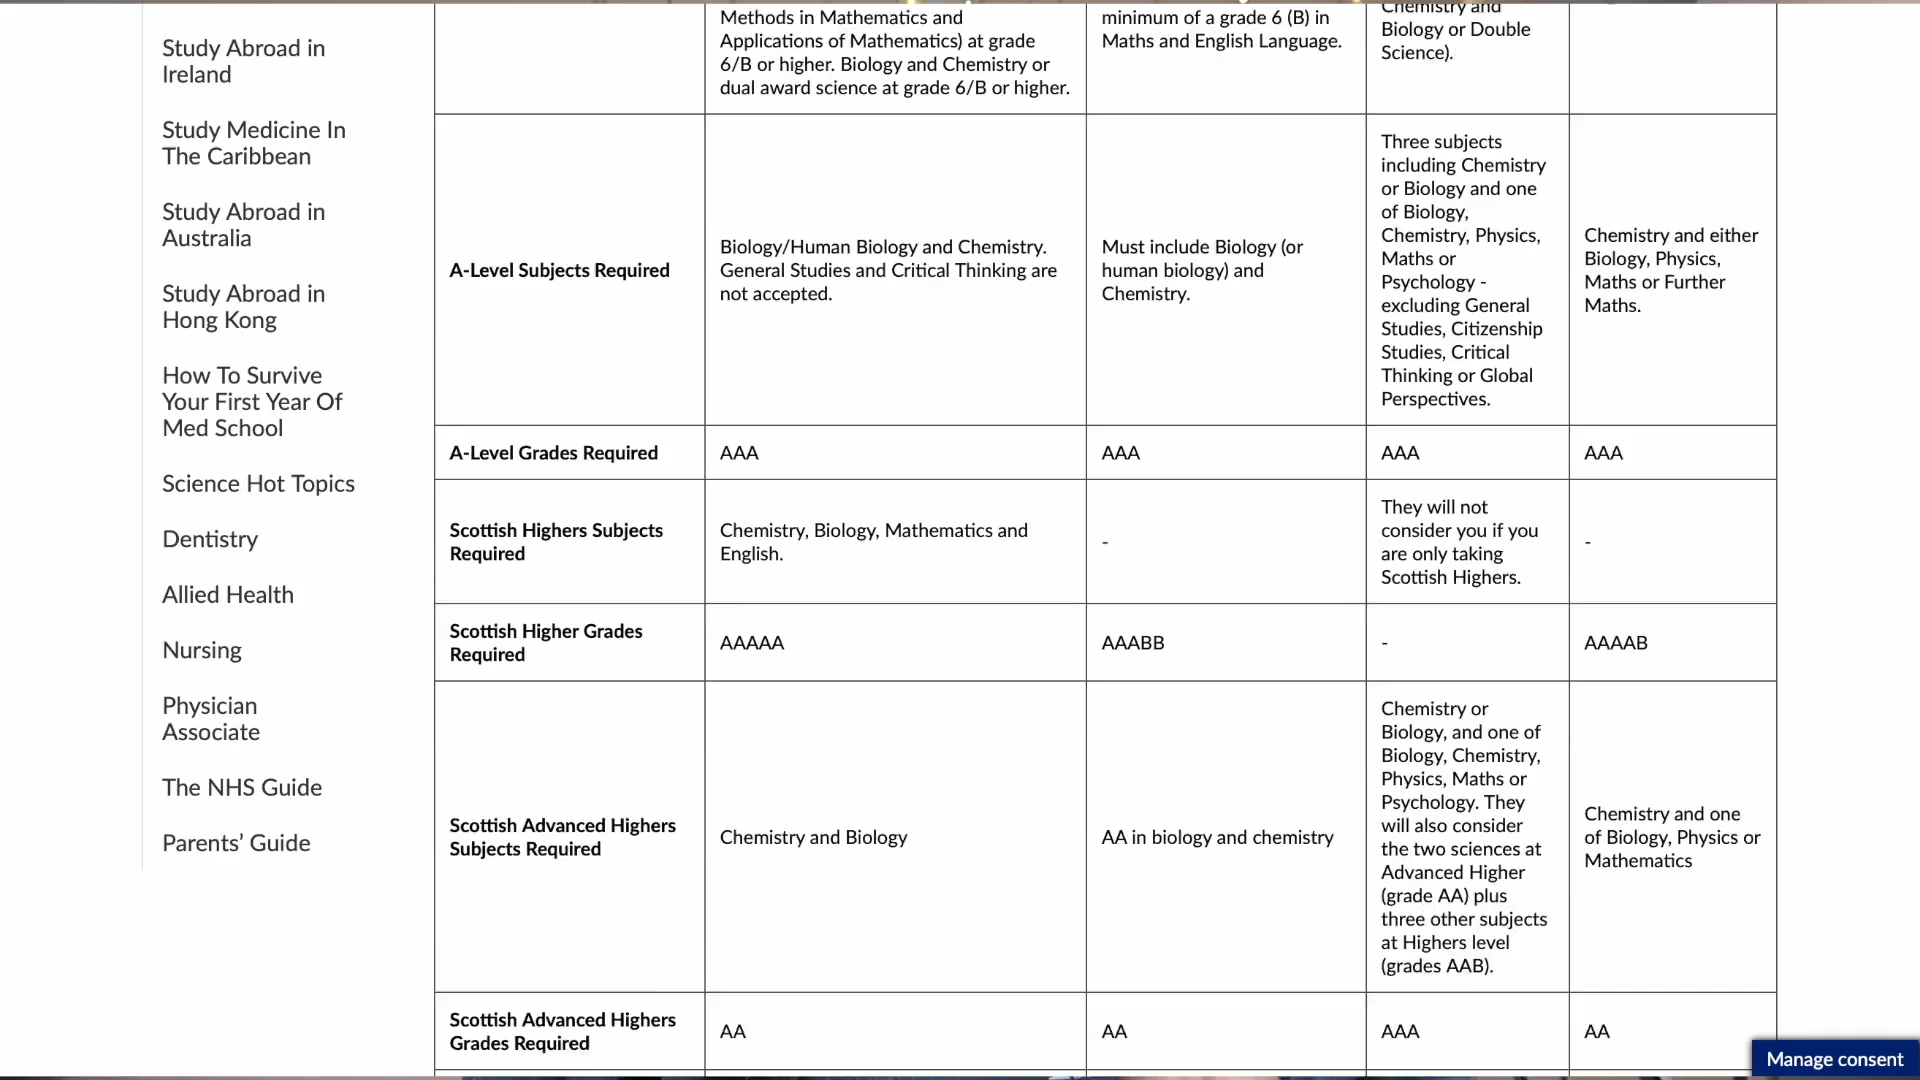 Study Abroad in
Ireland
Study Medicine In
The Caribbean
Study Abroad in
Australia
Study Abroad in
Hong Kong
How To Survive
Your First Year Of
Med School
Science Hot Topics
Dentistry
Allied Health
Nursing
Physician
Associate
The NHS Guide
Parents’ Guide
Methods in Mathematics and
Applications of Mathematics) at grade
6/B or higher. Biology and Chemistry or
dual award science at grade 6/B or higher.
minimum of a grade 6 (B) in
Maths and English Language.
Chemistry and
Biology or Double
Science).
A-Level Subjects Required
Biology/Human Biology and Chemistry.
General Studies and Critical Thinking are
not accepted.
Must include Biology (or
human biology) and
Chemistry.
Three subjects
including Chemistry
or Biology and one
of Biology,
Chemistry, Physics,
Maths or
Psychology -
excluding General
Studies, Citizenship
Studies, Critical
Thinking or Global
Perspectives.
Chemistry and either
Biology, Physics,
Maths or Further
Maths.
A-Level Grades Required
AAA
AAA
AAA
AAA
Scottish Highers Subjects
Required
Chemistry, Biology, Mathematics and
English.
-
They will not
consider you if you
are only taking
Scottish Highers.
-
Scottish Higher Grades
Required
AAAAA
AAABB
-
AAAAB
Scottish Advanced Highers
Subjects Required
Chemistry and Biology
AA in biology and chemistry
Chemistry or
Biology, and one of
Biology, Chemistry,
Physics, Maths or
Psychology. They
will also consider
the two sciences at
Advanced Higher
(grade AA) plus
three other subjects
at Highers level
(grades AAB).
Chemistry and one
of Biology, Physics or
Mathematics
Scottish Advanced Highers
Grades Required
AA
AA
AAA
AA
Manage consent